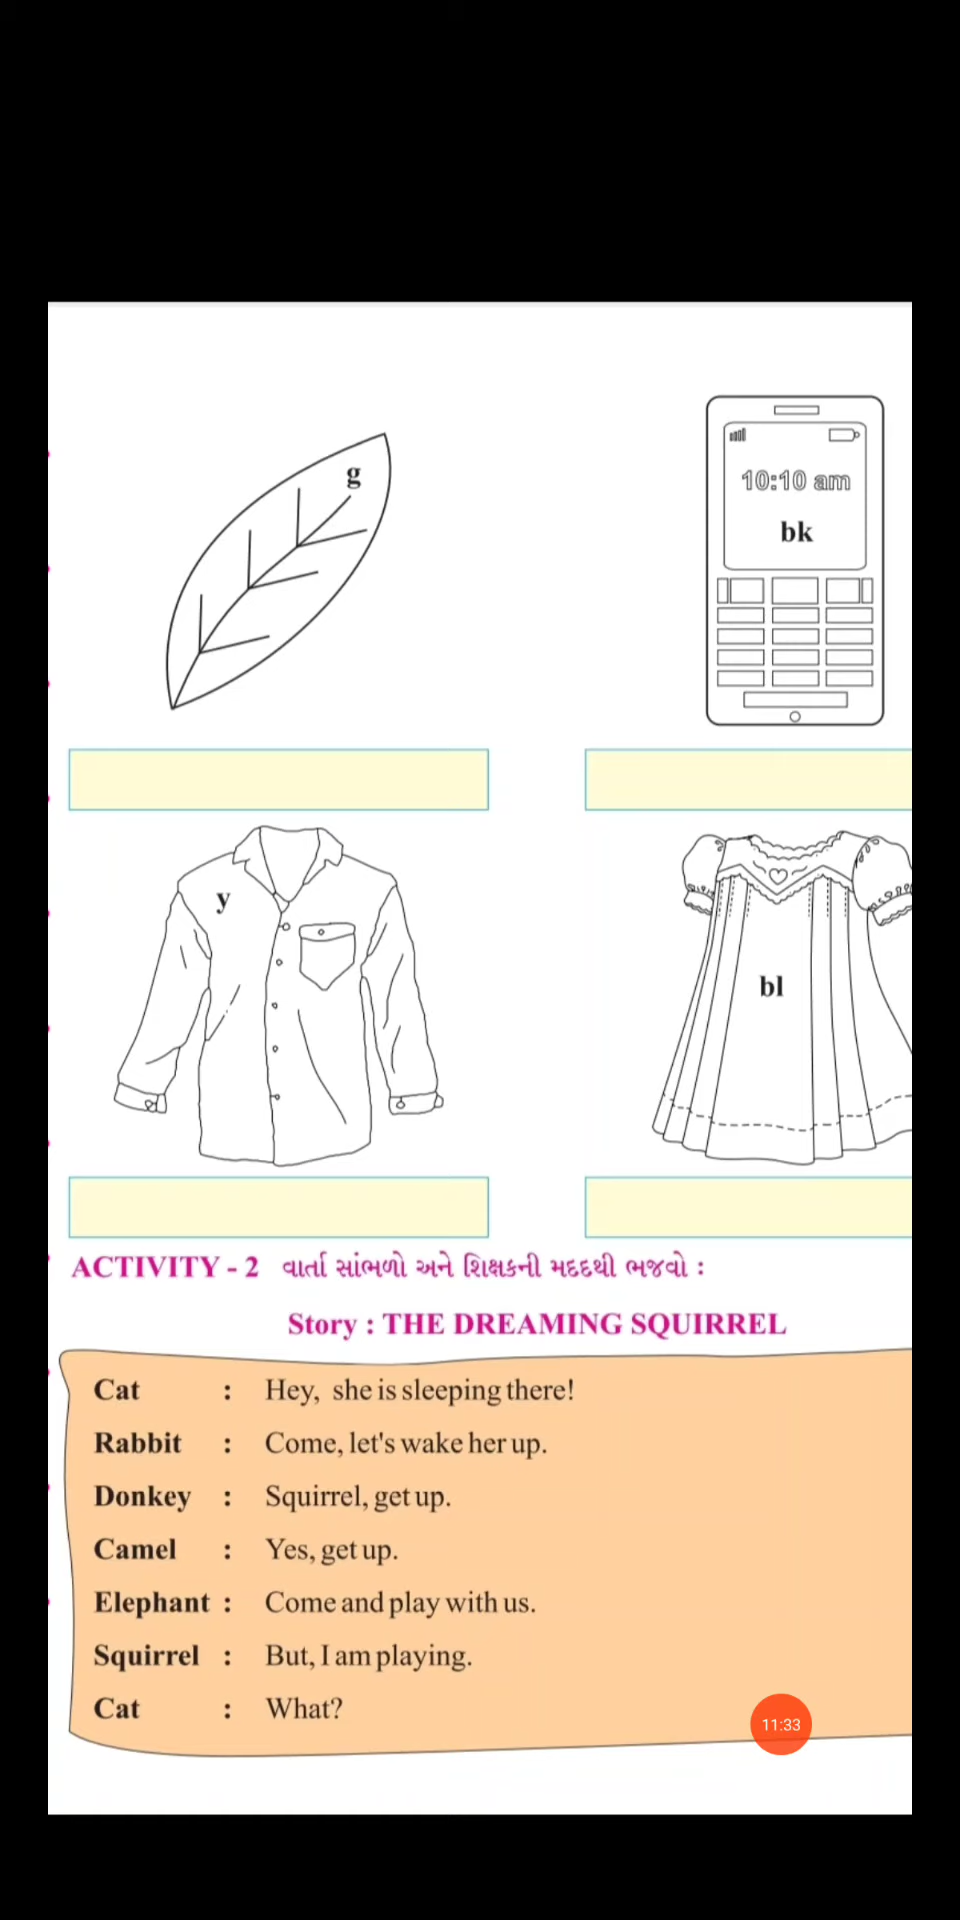 g
10:10 am
bk
y
bl
ACTIVITY - 2 વાર્તા સાંભળો અને શિક્ષકની મદદથી ભજવો :
Story : THE DREAMING SQUIRREL
Cat : Hey, she is sleeping there!
Rabbit : Come, let's wake her up.
Donkey : Squirrel, get up.
Camel : Yes, get up.
Elephant : Come and play with us.
Squirrel : But, I am playing.
Cat : What?
11:33